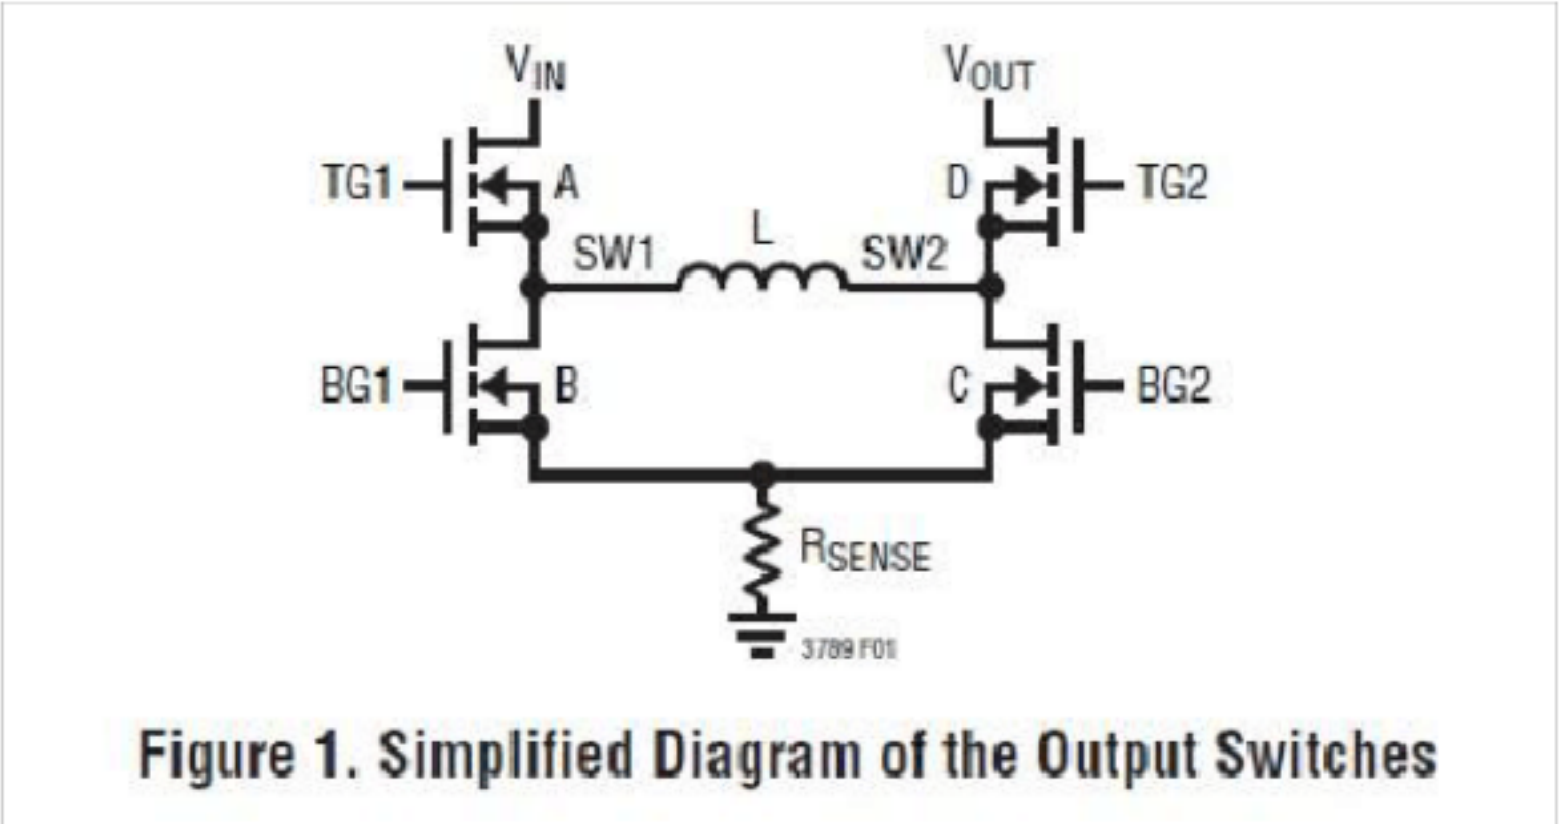 VIN VOUT
TG1 A D TG2
L
SW1 SW2
BG1 B C BG2
RSENSE
3789 F01
Figure 1. Simplified Diagram of the Output Switches